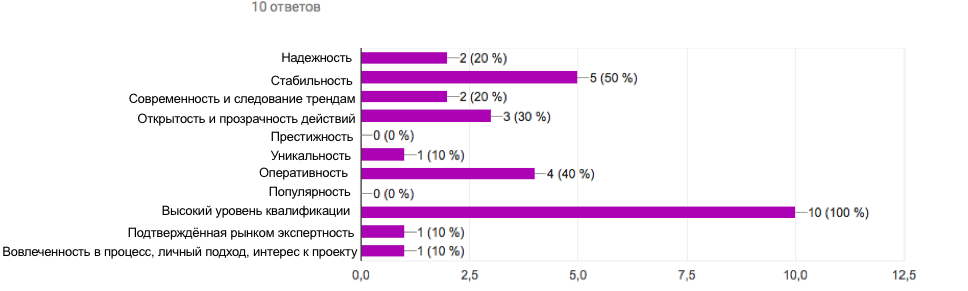 10 ответов
Надежность 2 (20 %)
Стабильность 5 (50 %)
Современность и следование трендам 2 (20 %)
Открытость и прозрачность действий 3 (30 %)
Престижность 0 (0 %)
Уникальность 1 (10 %)
Оперативность 4 (40 %)
Популярность 0 (0 %)
Высокий уровень квалификации 10 (100 %)
Подтверждённая рынком экспертность 1 (10 %)
Вовлеченность в процесс, личный подход, интерес к проекту 1 (10 %)
0,0 2,5 5,0 7,5 10,0 12,5